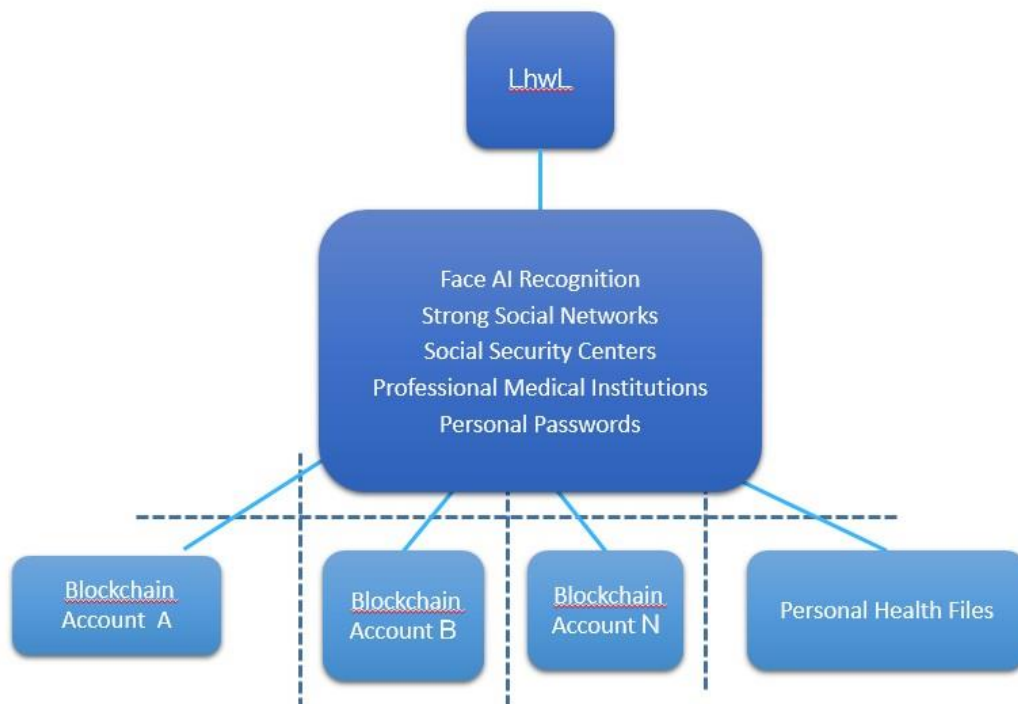 LhwL
Face AI Recognition
Strong Social Networks
Social Security Centers
Professional Medical Institutions
Personal Passwords
Blockchain
Account A
Blockchain
Account B
Blockchain
Account N
Personal Health Files